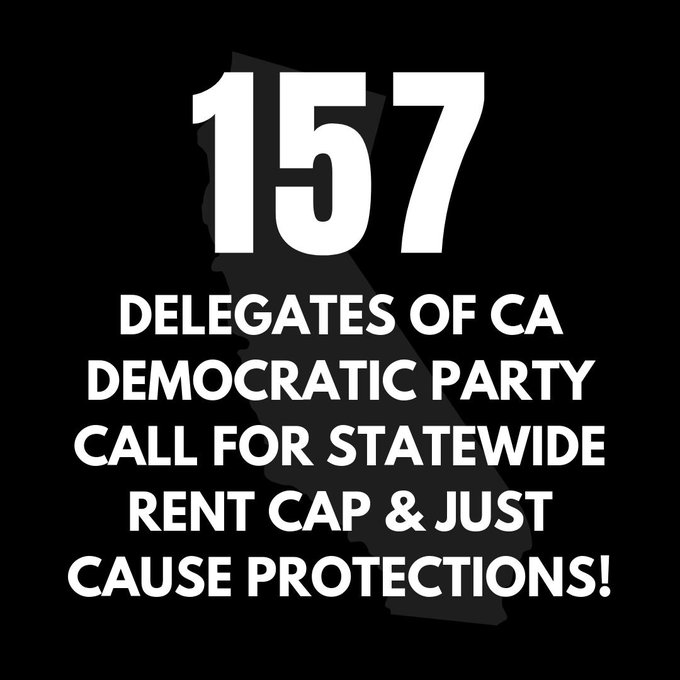 157
DELEGATES OF CA
DEMOCRATIC PARTY
CALL FOR STATEWIDE
RENT CAP & JUST
CAUSE PROTECTIONS!